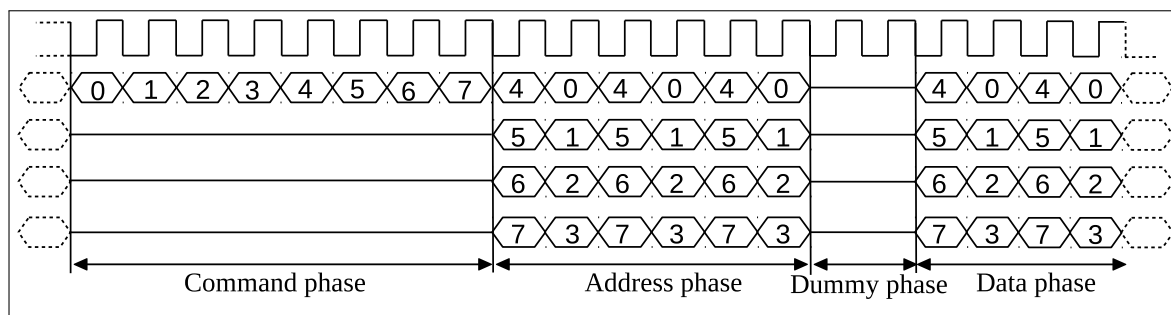 0 1 2 3 4 5 6 7 4 0 4 0 4 0 4 0 4 0
5 1 5 1 5 1 5 1 5 1
6 2 6 2 6 2 6 2 6 2
7 3 7 3 7 3 7 3 7 3
Command phase Address phase Dummy phase Data phase